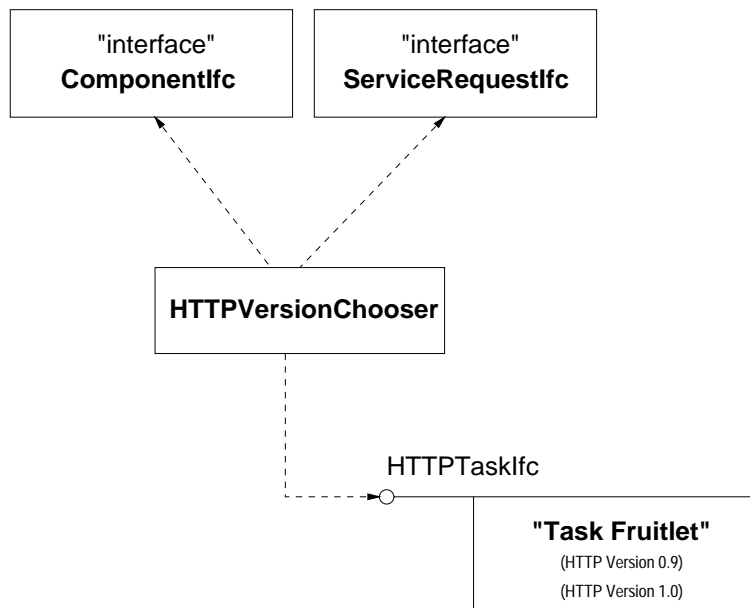 "interface"
ComponentIfc
"interface"
ServiceRequestIfc
HTTPVersionChooser
HTTPTaskIfc
"Task Fruitlet"
(HTTP Version 0.9)
(HTTP Version 1.0)